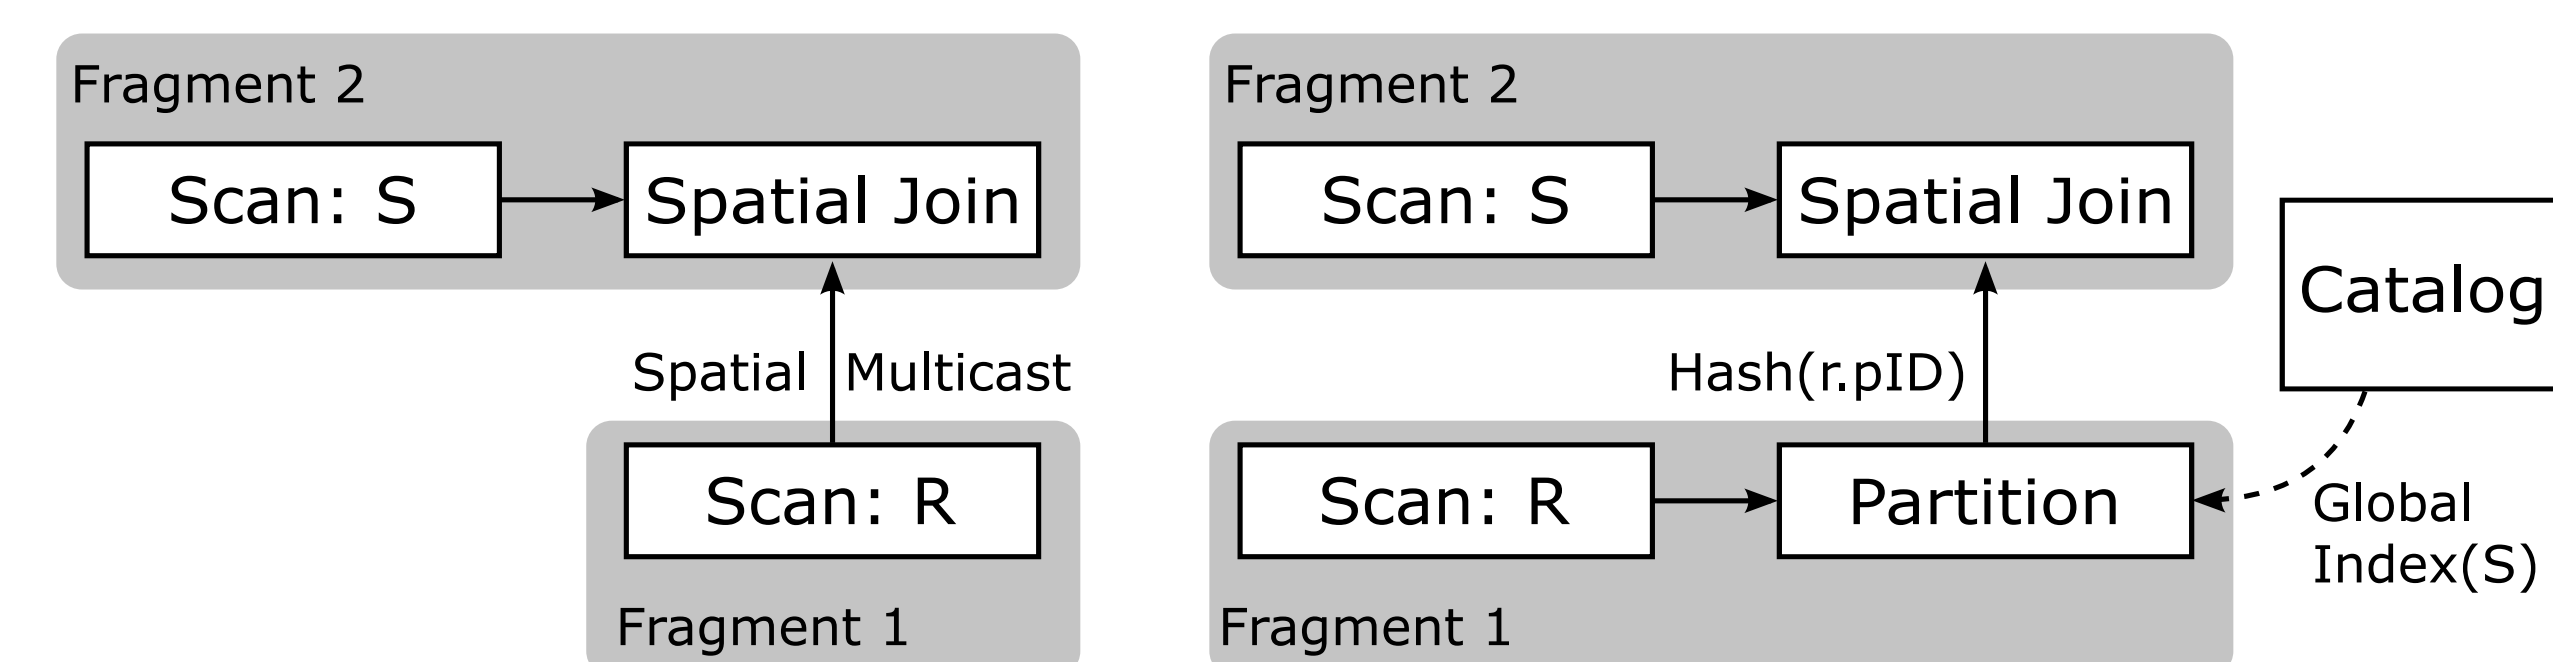 Fragment 2
Scan: S
Spatial Join
Spatial Multicast
Scan: R
Fragment 1
Fragment 2
Scan: S
Spatial Join
Catalog
Hash(r.pID)
Scan: R
Partition
Global
Index(S)
Fragment 1